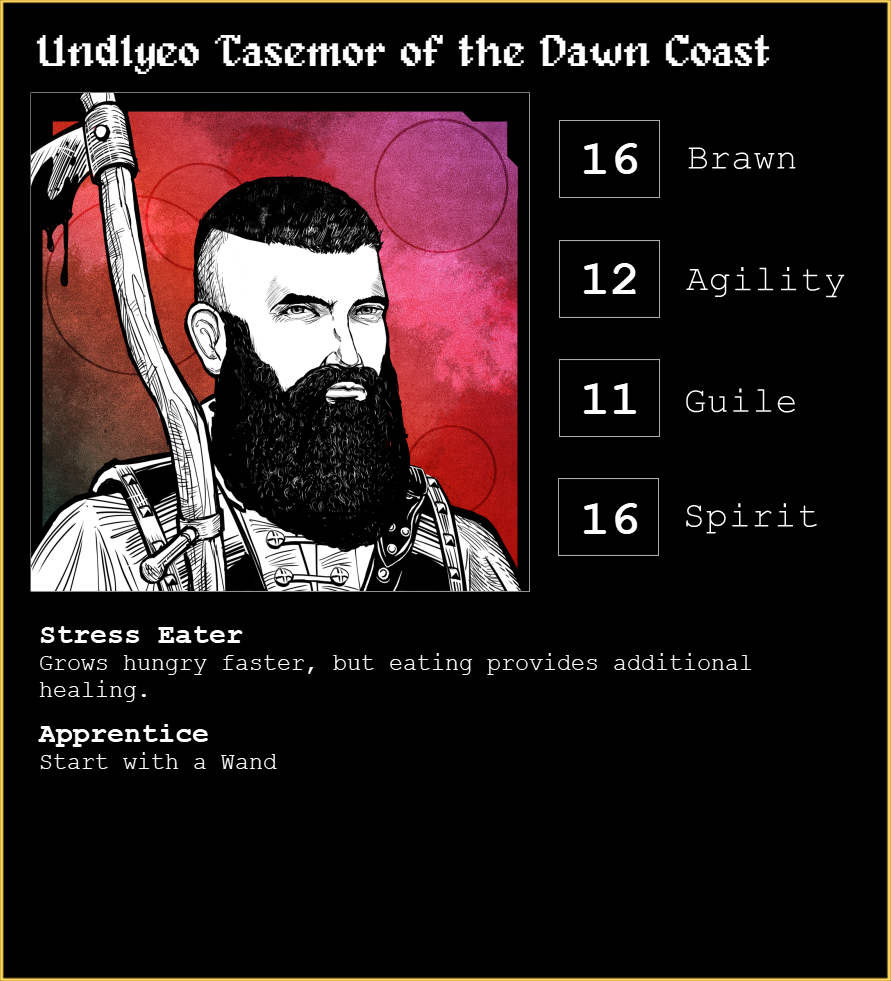 Undlyeo Tasemor of the Dawn Coast
16 Brawn
12 Agility
11 Guile
16 Spirit
Stress Eater
Grows hungry faster, but eating provides additional
healing.
Apprentice
Start with a Wand